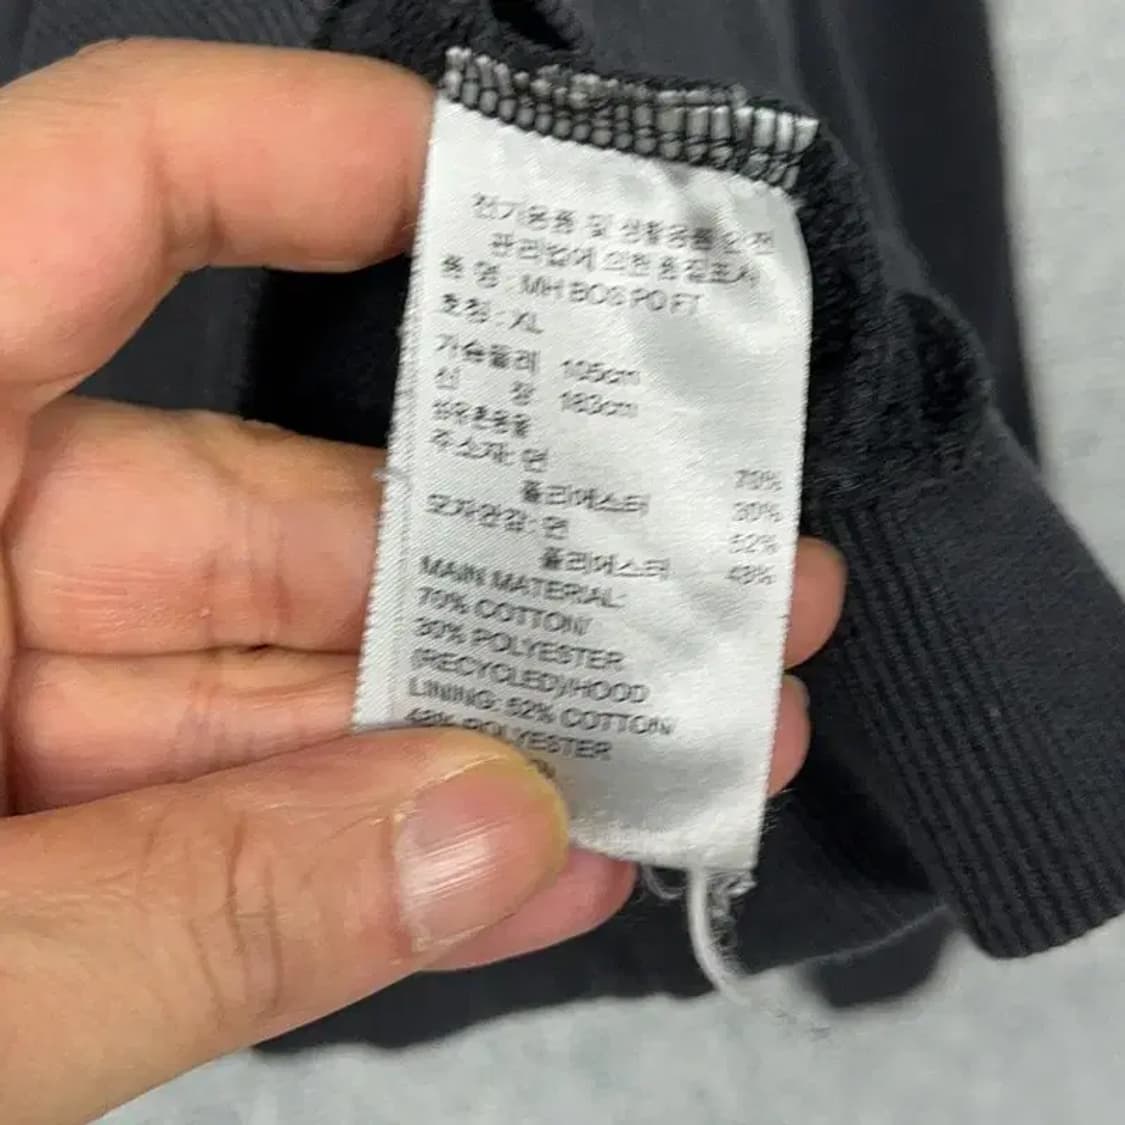 전기용품 및 생활용품 안전
관리법에 의한 품질표시
품 명 : MH BOS PO FT
호칭 : XL
가슴둘레 105cm
신 장 183cm
섬유혼용율
주소재: 면 70%
폴리에스터 30%
모자안감: 면 52%
폴리에스터 48%
MAIN MATERIAL:
70% COTTON/
30% POLYESTER
(RECYCLED)/HOOD
LINING: 52% COTTON/
48% POLYESTER